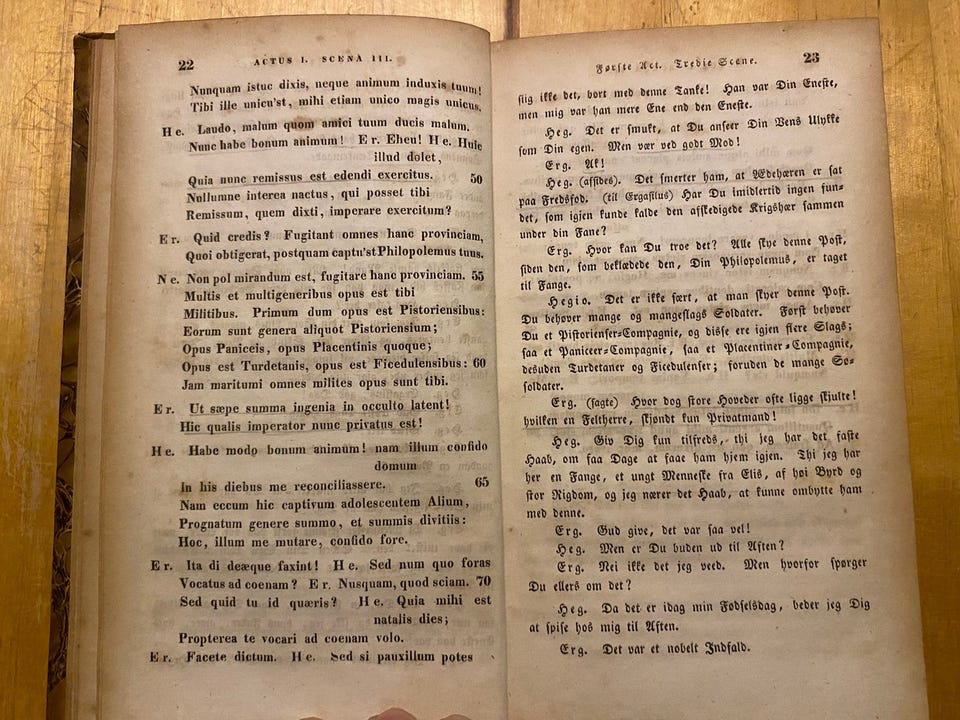 22 ACTUS I. SCENA III.
Nunquam istuc dixis, neque animum induxis tuum!
Tibi ille unicu'st, mihi etiam unico magis unicus.
He. Laudo, malum quom amici tuum ducis malum.
Nunc habe bonum animum! Er. Eheu! He. Huic
illud dolet,
Quia nunc remissus est edendi exercitus. 50
Nullumne interea nactus, qui posset tibi
Remissum, quem dixti, imperare exercitum?
Er. Quid credis? Fugitant omnes hanc provinciam,
Quoi obtigerat, postquam captu'st Philopolemus tuus.
Ne. Non pol mirandum est, fugitare hanc provinciam. 55
Multis et multigeneribus opus est tibi
Militibus. Primum dum opus est Pistoriensibus:
Eorum sunt genera aliquot Pistoriensium;
Opus Paniceis, opus Placentinis quoque;
Opus est Turdetanis, opus est Ficedulensibus: 60
Jam maritumi omnes milites opus sunt tibi.
Er. Ut sæpe summa ingenia in occulto latent!
Hic qualis imperator nunc privatus est!
He. Habe modo bonum animum! nam illum confido
domum
In his diebus me reconciliassere. 65
Nam eccum hic captivum adolescentem Alium,
Prognatum genere summo, et summis divitiis:
Hoc, illum me mutare, confido fore.
Er. Ita di deæque faxint! He. Sed num quo foras
Vocatus ad coenam? Er. Nusquam, quod sciam. 70
Sed quid tu id quæris? He. Quia mihi est
natalis dies;
Propterea te vocari ad coenam volo.
Er. Facete dictum. He. Sed si pauxillum potes
Første Act. Tredie Scene. 23
siig ikke det, bort med denne Tanke! Han var Din Eneste,
men mig var han mere Ene end den Eneste.
Heg. Det er smukt, at Du anseer Din Vens Ulykke
som Din egen. Men vær ved godt Mod!
Erg. Ak!
Heg. (afsides). Det smerter ham, at Ædehæren er sat
paa Fredsfod. (til Ergasilus) Har Du imidlertid ingen fun-
det, som igjen kunde kalde den afskedigede Krigshær sammen
under din Fane?
Erg. Hvor kan Du troe det? Alle skye denne Post,
siden den, som beklædede den, Din Philopolemus, er taget
til Fange.
Hegio. Det er ikke sært, at man skyer denne Post.
Du behøver mange og mangeslags Soldater. Først behøver
Du et Pistorienser-Compagnie, og disse ere igjen flere Slags;
saa et Paniceer-Compagnie, saa et Placentiner-Compagnie,
desuden Turdetaner og Ficedulenser; foruden de mange Sø-
soldater.
Erg. (sagte) Hvor dog store Hoveder ofte ligge skjulte!
hvilken en Feltherre, skjøndt kun Privatmand!
Heg. Giv Dig kun tilfreds, thi jeg har det faste
Haab, om faa Dage at faae ham hjem igjen. Thi jeg har
her en Fange, et ungt Menneske fra Elis, af høi Byrd og
stor Rigdom, og jeg nærer det Haab, at kunne ombytte ham
med denne.
Erg. Gud give, det var saa vel!
Heg. Men er Du buden ud til Aften?
Erg. Nei ikke det jeg veed. Men hvorfor spørger
Du ellers om det?
Heg. Da det er idag min Fødselsdag, beder jeg Dig
at spise hos mig til Aften.
Erg. Det var et nobelt Indfald.